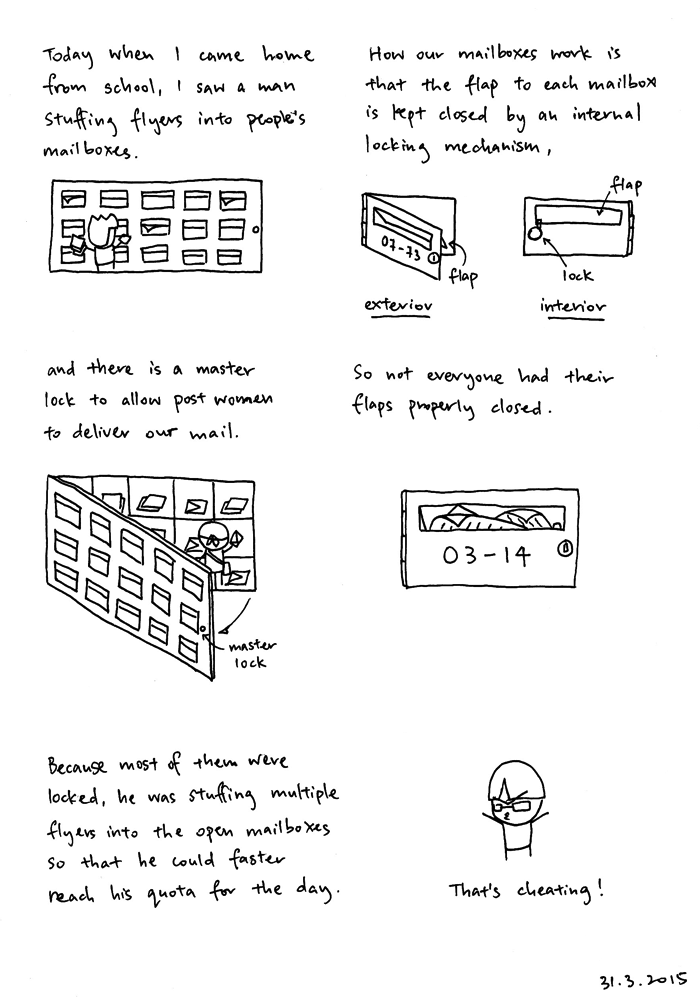 Today when I came home
from school, I saw a man
stuffing flyers into people's
mailboxes.
How our mailboxes work is
that the flap to each mailbox
is kept closed by an internal
locking mechanism,
07-73
flap
exterior
flap
lock
interior
and there is a master
lock to allow post women
to deliver our mail.
master
lock
So not everyone had their
flaps properly closed.
03-14
Because most of them were
locked, he was stuffing multiple
flyers into the open mailboxes
so that he could faster
reach his quota for the day.
That's cheating!
31.3.2015